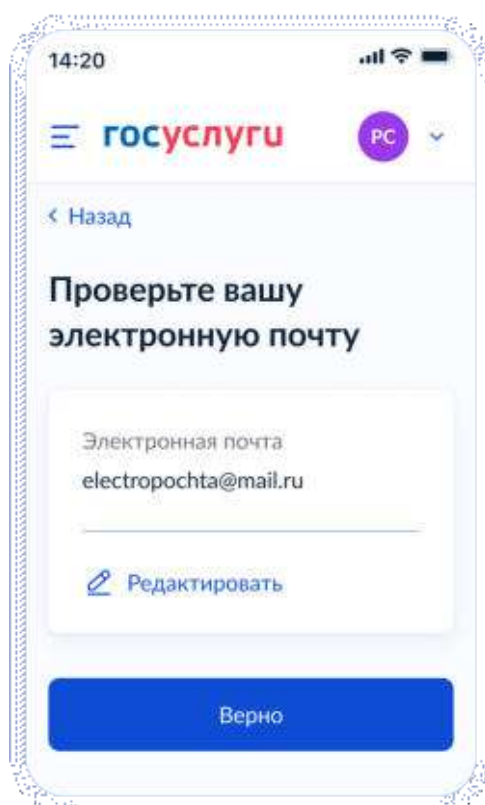 14:20
госуслуги
РС
Назад
Проверьте вашу
электронную почту
Электронная почта
electropochta@mail.ru
Редактировать
Верно